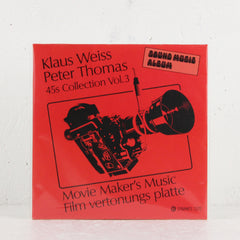 Klaus Weiss
Peter Thomas
45s Collection Vol.3
SOUND MUSIC
ALBUM
Movie Maker's Music
Film vertonungs platte